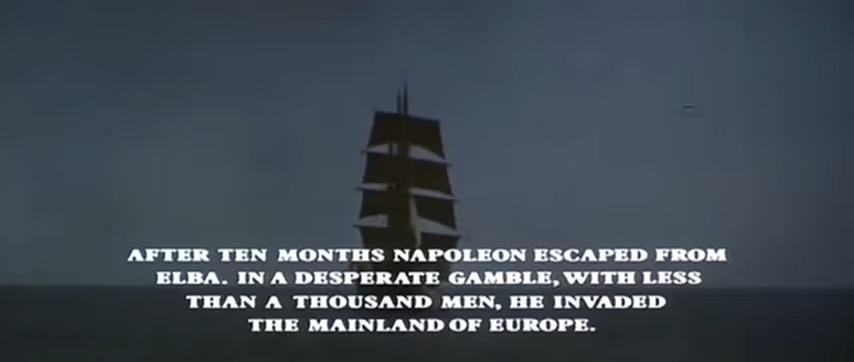 AFTER TEN MONTHS NAPOLEON ESCAPED FROM
ELBA. IN A DESPERATE GAMBLE, WITH LESS
THAN A THOUSAND MEN, HE INVADED
THE MAINLAND OF EUROPE.